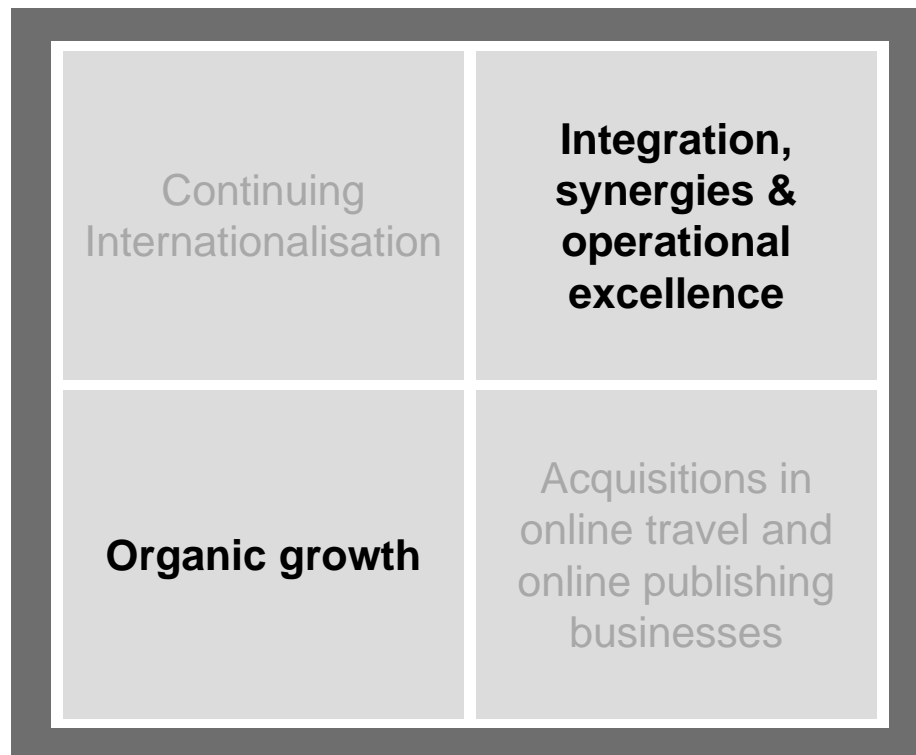 Continuing
Internationalisation
Integration,
synergies &
operational
excellence
Organic growth
Acquisitions in
online travel and
online publishing
businesses